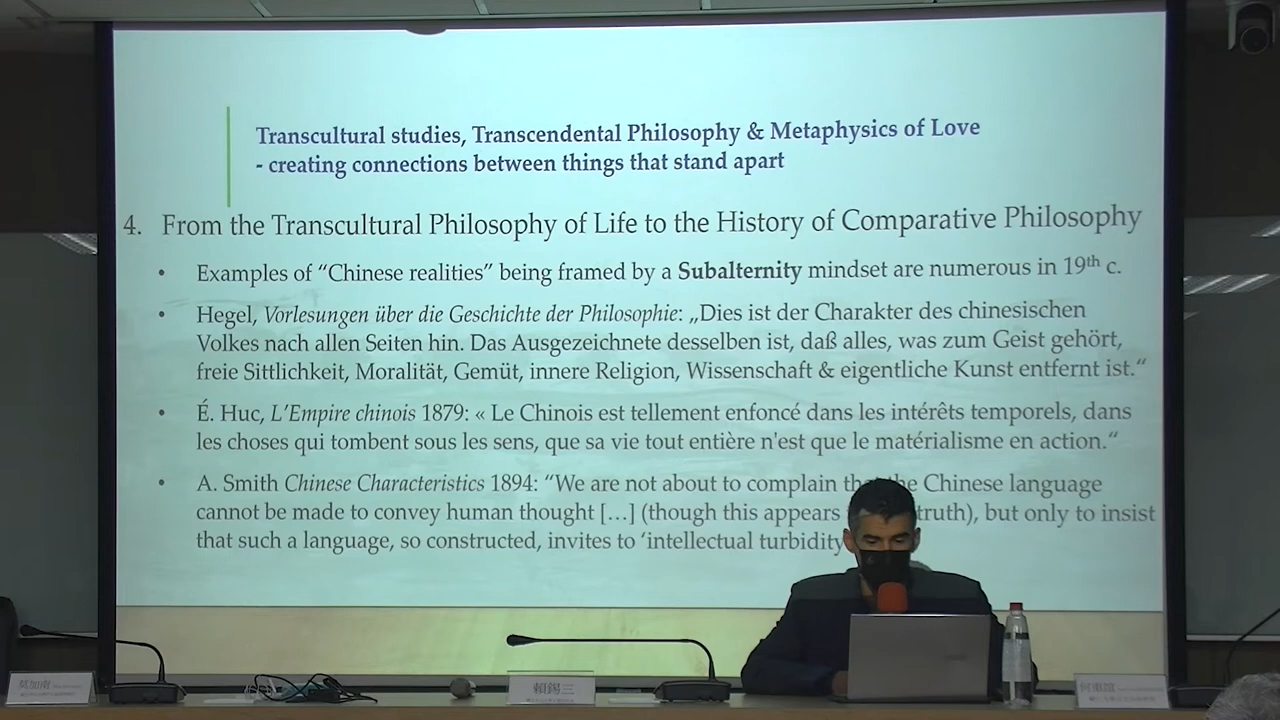 Transcultural studies, Transcendental Philosophy & Metaphysics of Love
- creating connections between things that stand apart
4. From the Transcultural Philosophy of Life to the History of Comparative Philosophy
• Examples of “Chinese realities” being framed by a Subalternity mindset are numerous in 19th c.
• Hegel, Vorlesungen über die Geschichte der Philosophie: „Dies ist der Charakter des chinesischen
Volkes nach allen Seiten hin. Das Ausgezeichnete desselben ist, daß alles, was zum Geist gehört,
freie Sittlichkeit, Moralität, Gemüt, innere Religion, Wissenschaft & eigentliche Kunst entfernt ist.“
• É. Huc, L’Empire chinois 1879: « Le Chinois est tellement enfoncé dans les intérêts temporels, dans
les choses qui tombent sous les sens, que sa vie tout entière n'est que le matérialisme en action.“
• A. Smith Chinese Characteristics 1894: “We are not about to complain the Chinese language
cannot be made to convey human thought […] (though this appears truth), but only to insist
that such a language, so constructed, invites to ‘intellectual turbidity
莫加南
賴錫三